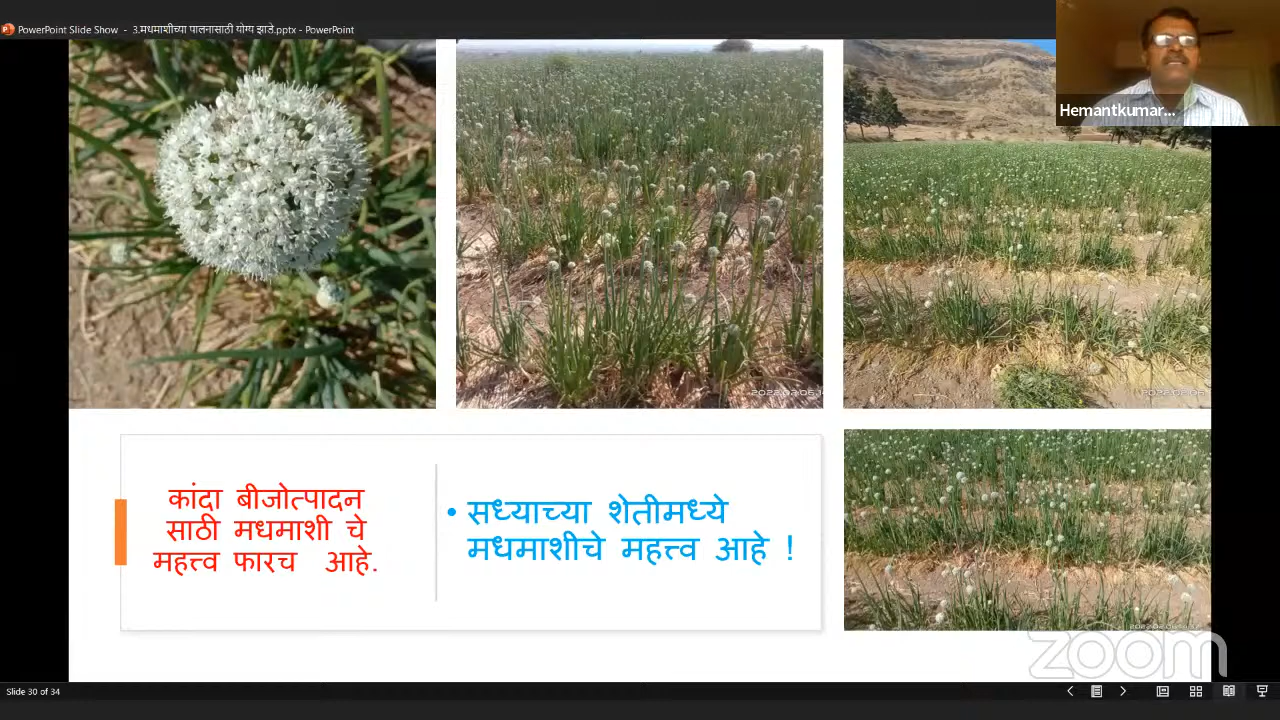 PowerPoint Slide Show - 3.मधमाशीच्या पालनासाठी योग्य झाडे.pptx - PowerPoint
Hemantkumar...
कांदा बीजोत्पादन
साठी मधमाशी चे
महत्त्व फारच आहे.
• सध्याच्या शेतीमध्ये
मधमाशीचे महत्त्व आहे !
zoom
Slide 30 of 34